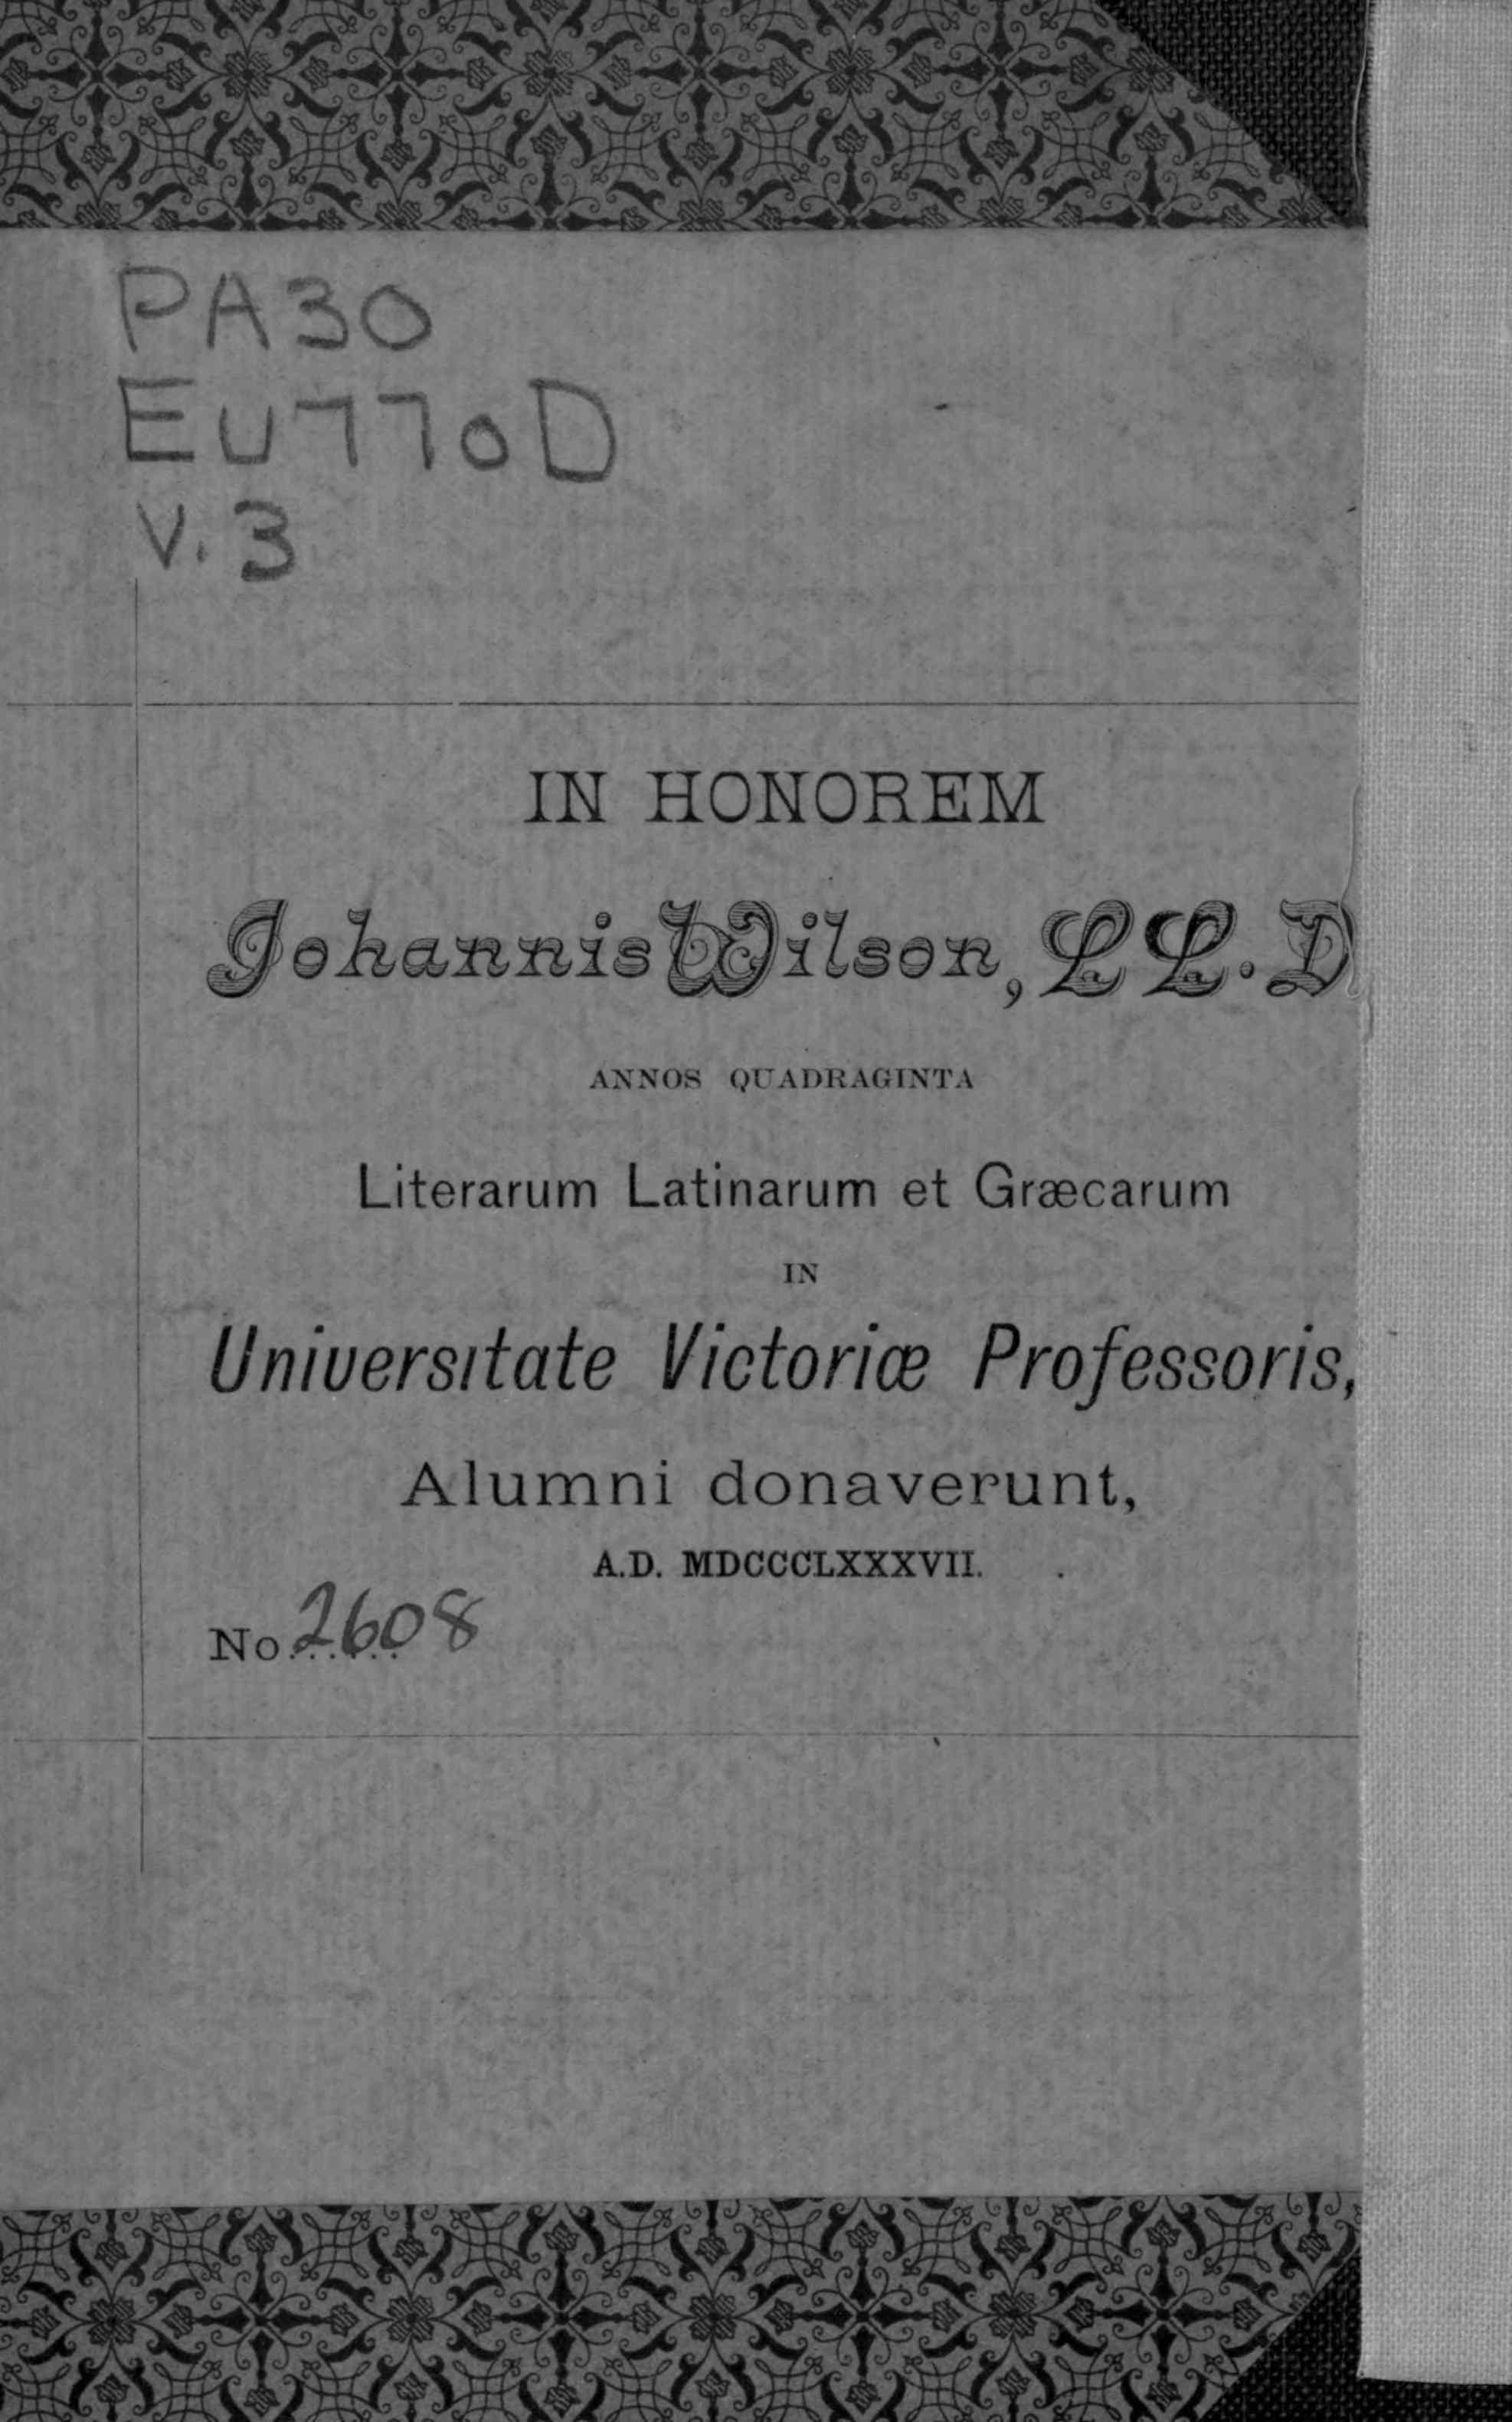 PA30
Eu770D
v. 3
IN HONOREM
Johannis Wilson, LL.D
ANNOS QUADRAGINTA
Literarum Latinarum et Græcarum
IN
Universitate Victoriæ Professoris,
Alumni donaverunt,
A.D. MDCCCLXXXVII.
No...... 2608